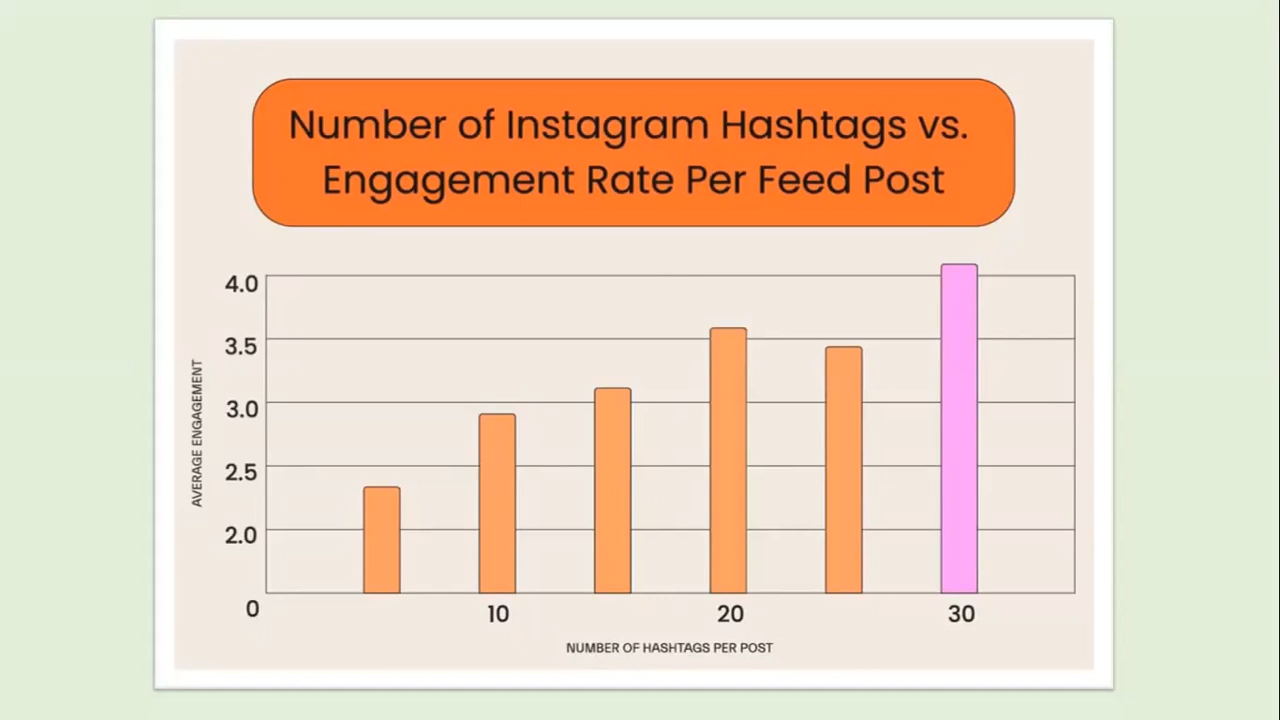 Number of Instagram Hashtags vs.
Engagement Rate Per Feed Post
4.0
3.5
3.0
2.5
2.0
0
AVERAGE ENGAGEMENT
10 20 30
NUMBER OF HASHTAGS PER POST